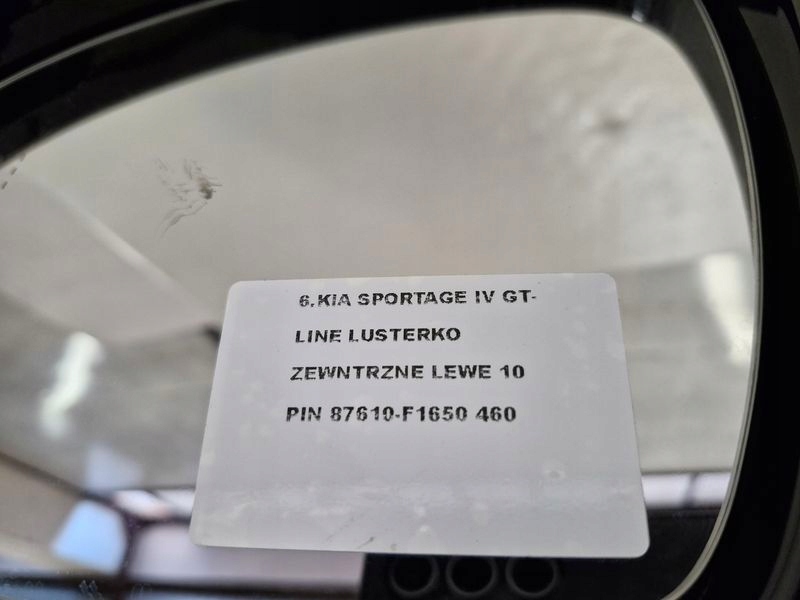 6.KIA SPORTAGE IV GT-
LINE LUSTERKO
ZEWNTRZNE LEWE 10
PIN 87610-F1650 460